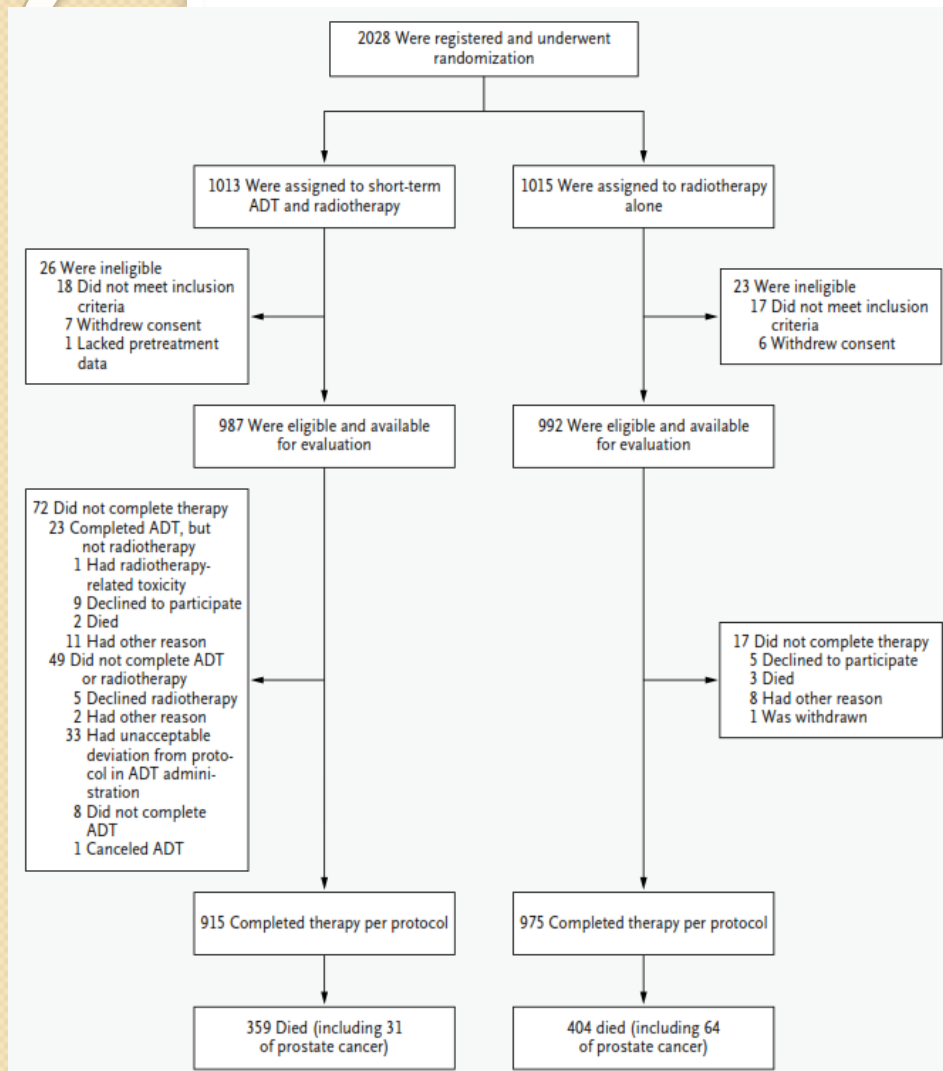 2028 Were registered and underwent
randomization
1013 Were assigned to short-term
ADT and radiotherapy
1015 Were assigned to radiotherapy
alone
26 Were ineligible
18 Did not meet inclusion
criteria
7 Withdrew consent
1 Lacked pretreatment
data
23 Were ineligible
17 Did not meet inclusion
criteria
6 Withdrew consent
987 Were eligible and available
for evaluation
992 Were eligible and available
for evaluation
72 Did not complete therapy
23 Completed ADT, but
not radiotherapy
1 Had radiotherapy-
related toxicity
9 Declined to participate
2 Died
11 Had other reason
49 Did not complete ADT
or radiotherapy
5 Declined radiotherapy
2 Had other reason
33 Had unacceptable
deviation from proto-
col in ADT admini-
stration
8 Did not complete
ADT
1 Canceled ADT
17 Did not complete therapy
5 Declined to participate
3 Died
8 Had other reason
1 Was withdrawn
915 Completed therapy per protocol
975 Completed therapy per protocol
359 Died (including 31
of prostate cancer)
404 died (including 64
of prostate cancer)